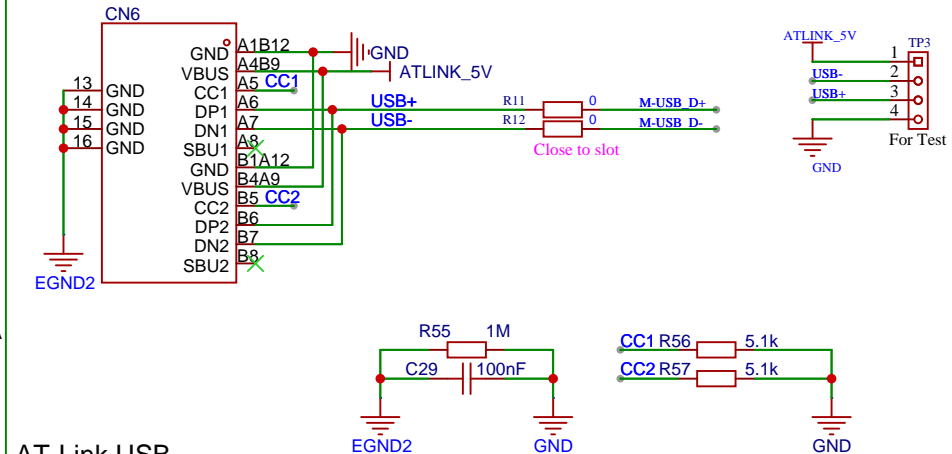 CN6
GND A1B12
VBUS A4B9
CC1 A5 CC1
DP1 A6
DN1 A7
SBU1 A8
GND B1A12
VBUS B4A9
CC2 B5 CC2
DP2 B6
DN2 B7
SBU2 B8
13 GND
14 GND
15 GND
16 GND
EGND2
GND
ATLINK_5V
USB+ R11 0 M-USB_D+
USB- R12 0 M-USB_D-
Close to slot
ATLINK_5V TP3
1
USB- 2
USB+ 3
4
For Test
GND
R55 1M
C29 100nF
EGND2 GND
CC1 R56 5.1k
CC2 R57 5.1k
GND